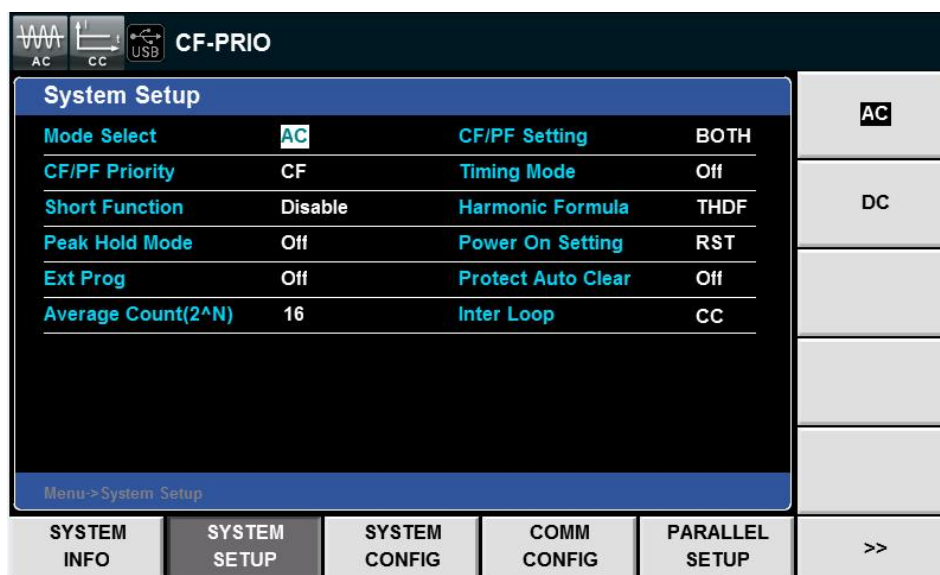 AC CC USB CF-PRIO
System Setup
Mode Select AC CF/PF Setting BOTH
CF/PF Priority CF Timing Mode Off
Short Function Disable Harmonic Formula THDF
Peak Hold Mode Off Power On Setting RST
Ext Prog Off Protect Auto Clear Off
Average Count(2^N) 16 Inter Loop CC
Menu->System Setup
AC
DC
SYSTEM INFO SYSTEM SETUP SYSTEM CONFIG COMM CONFIG PARALLEL SETUP >>